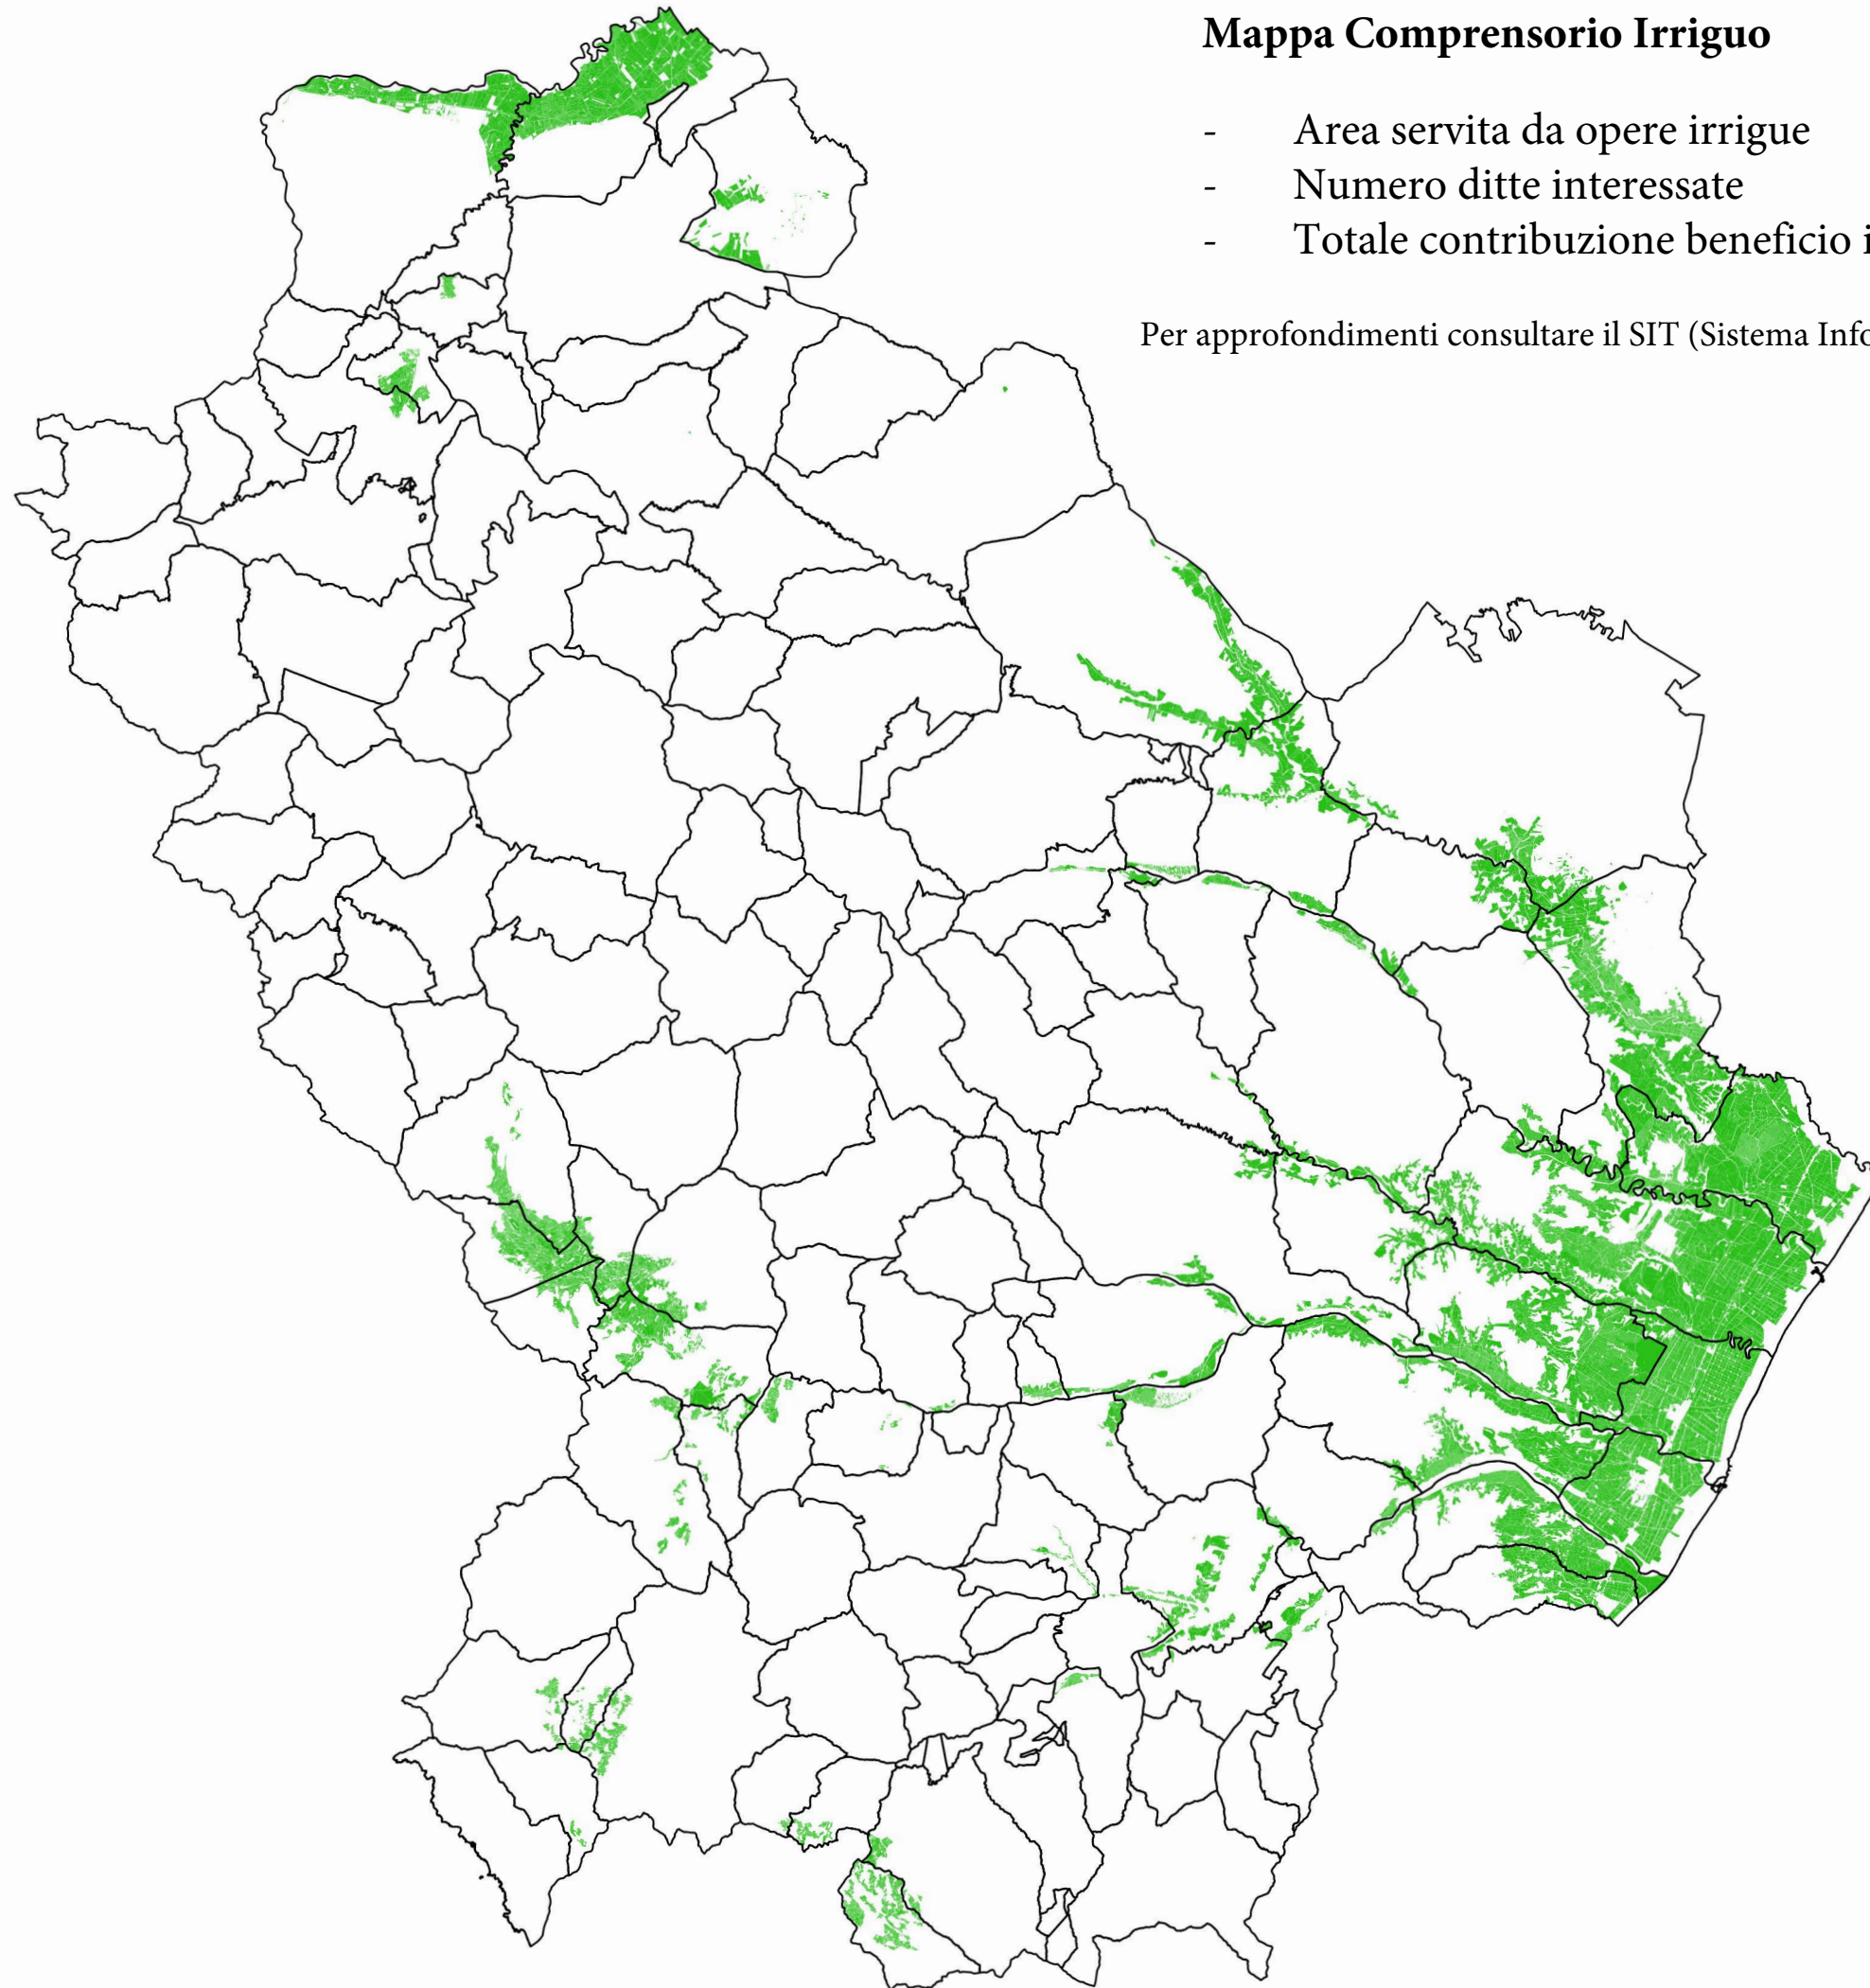 Mappa Comprensorio Irriguo
- Area servita da opere irrigue
- Numero ditte interessate
- Totale contribuzione beneficio i
Per approfondimenti consultare il SIT (Sistema Info